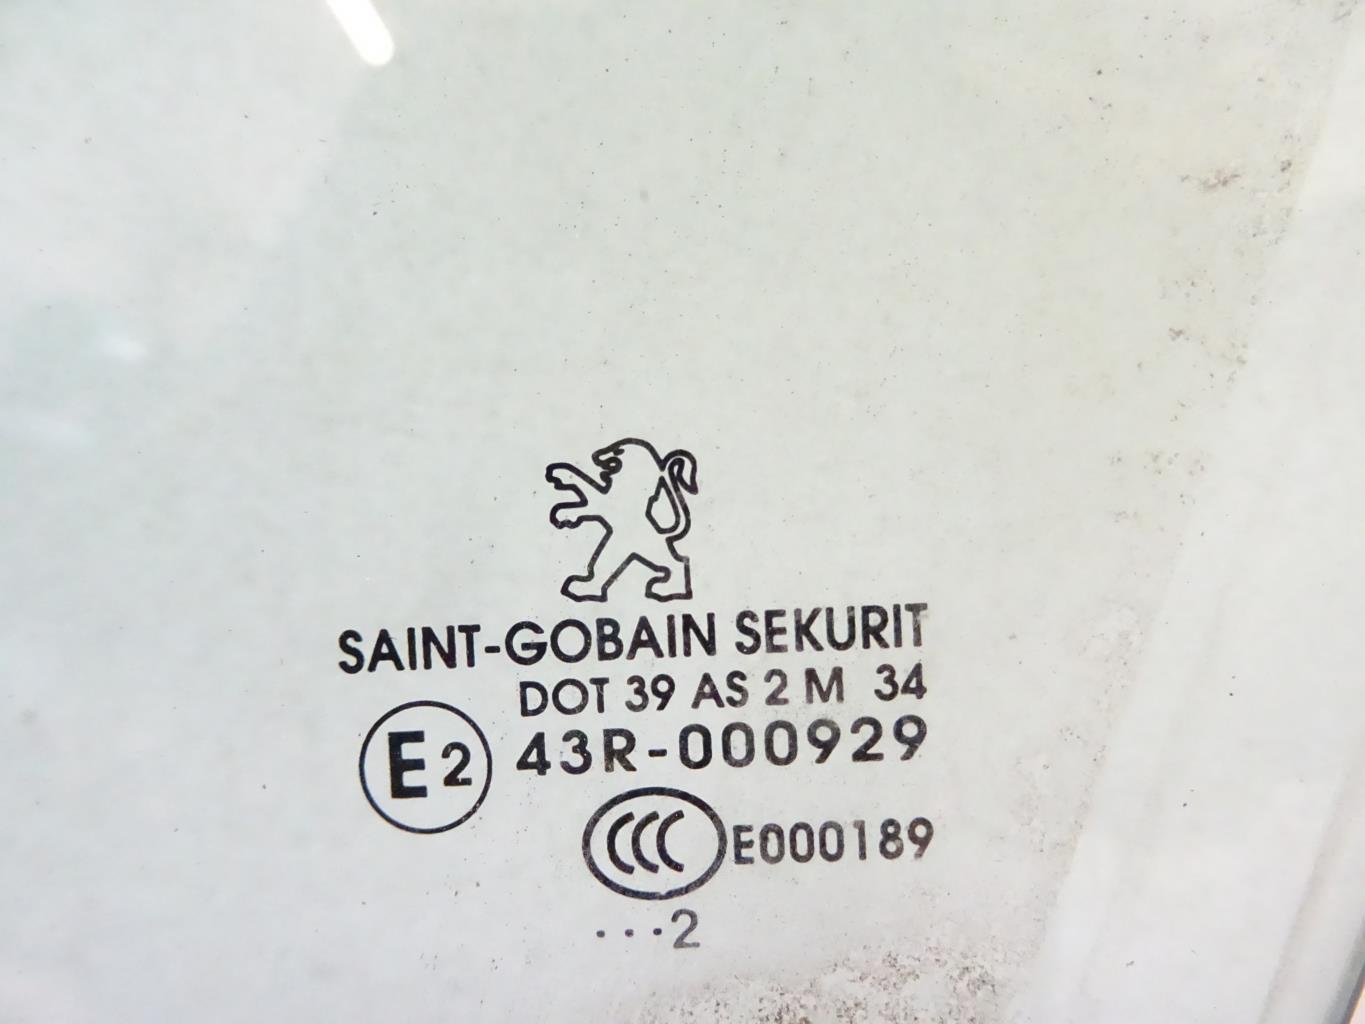 SAINT-GOBAIN SEKURIT
DOT 39 AS 2 M 34
E2 43R-000929
CCC E000189
...2